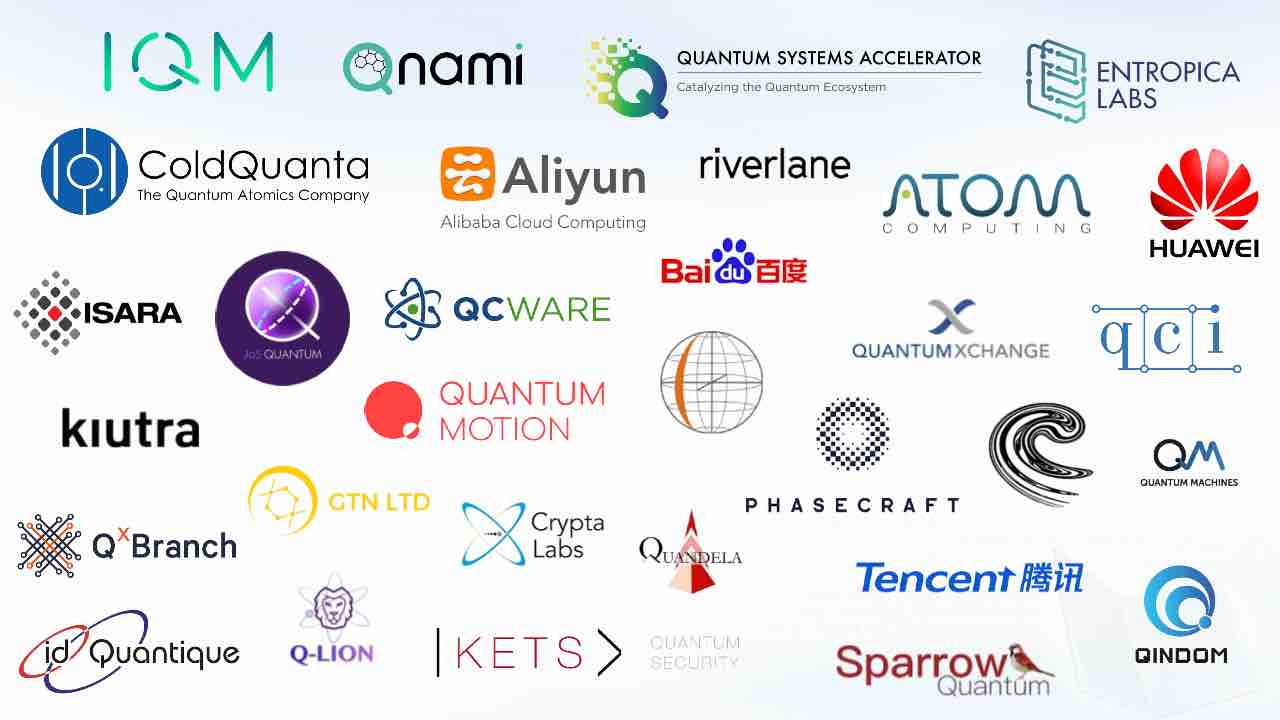 IQM
Qnami
QUANTUM SYSTEMS ACCELERATOR
Catalyzing the Quantum Ecosystem
ENTROPICA
LABS
ColdQuanta
The Quantum Atomics Company
云
Aliyun
Alibaba Cloud Computing
riverlane
ATOM
COMPUTING
HUAWEI
Bai du 百度
ISARA
JoS QUANTUM
QCWARE
QUANTUMXCHANGE
qci
kiutra
QUANTUM
MOTION
PHASECRAFT
QM
QUANTUM MACHINES
GTN LTD
QxBranch
Crypta
Labs
QUANDELA
Tencent 腾讯
QINDOM
id Quantique
Q-LION
KETS
QUANTUM
SECURITY
Sparrow
Quantum